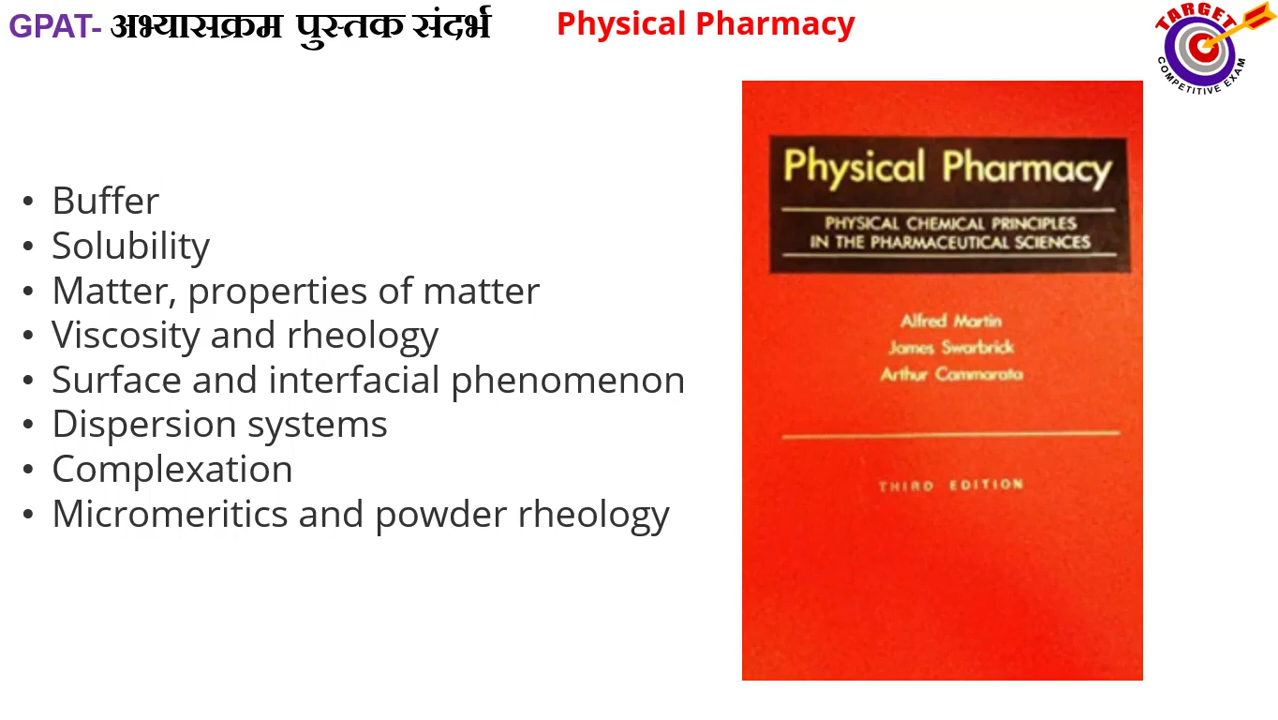 GPAT- अभ्यासक्रम पुस्तक संदर्भ
Physical Pharmacy
TARGET
COMPETITIVE EXAM
• Buffer
• Solubility
• Matter, properties of matter
• Viscosity and rheology
• Surface and interfacial phenomenon
• Dispersion systems
• Complexation
• Micromeritics and powder rheology
Physical Pharmacy
PHYSICAL CHEMICAL PRINCIPLES
IN THE PHARMACEUTICAL SCIENCES
Alfred Martin
James Swarbrick
Arthur Cammarata
THIRD EDITION